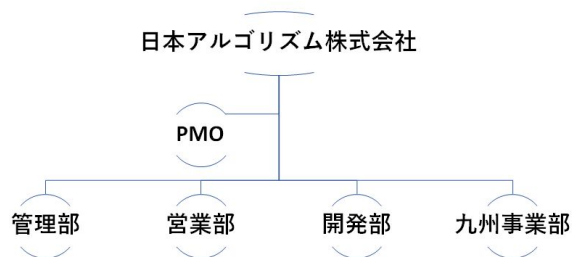 日本アルゴリズム株式会社
PMO
管理部
営業部
開発部
九州事業部